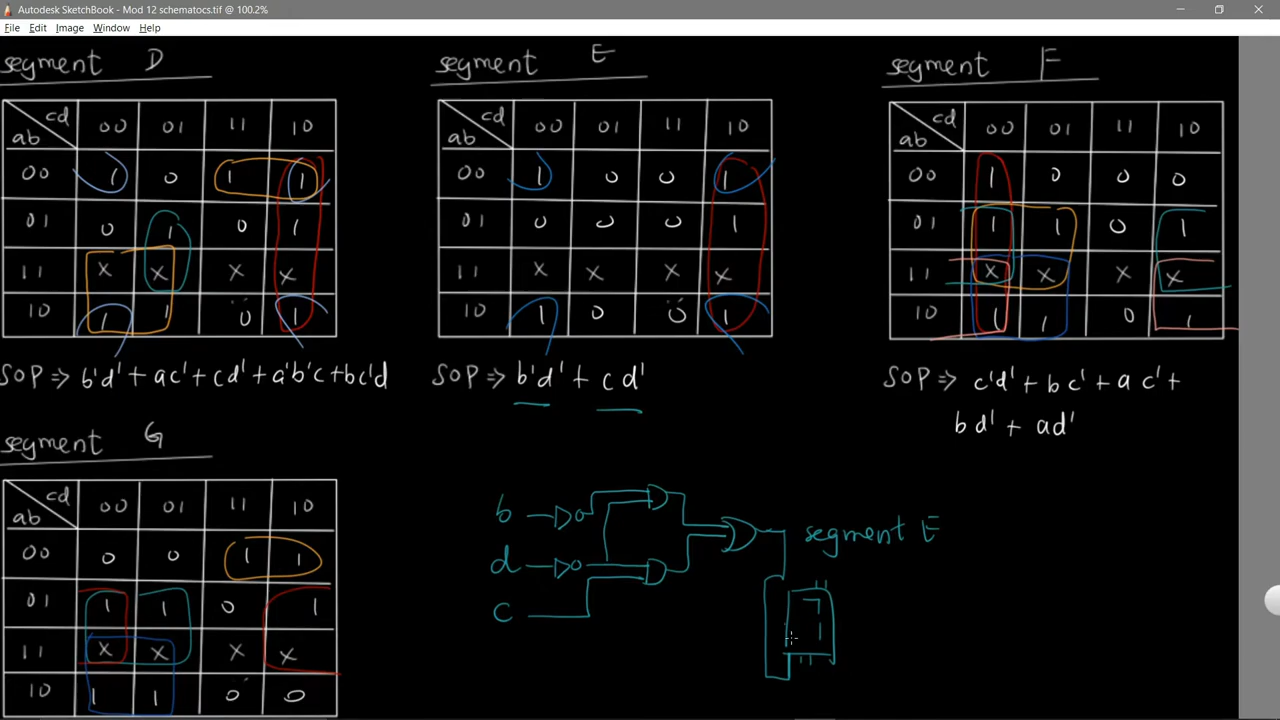 Autodesk SketchBook - Mod 12 schematocs.tif @ 100.2%
File Edit Image Window Help
segment D
cd
ab
00 01 11 10
00 1 0 1 1
01 0 1 0 1
11 x x x x
10 1 1 0 1
SOP => b'd' + ac' + cd' + a'b'c + bc'd
segment E
cd
ab
00 01 11 10
00 1 0 0 1
01 0 0 0 1
11 x x x x
10 1 0 0 1
SOP => b'd' + cd'
segment F
cd
ab
00 01 11 10
00 1 0 0 0
01 1 1 0 1
11 x x x x
10 1 1 0 1
SOP => c'd' + bc' + ac' +
bd' + ad'
segment G
cd
ab
00 01 11 10
00 0 0 1 1
01 1 1 0 1
11 x x x x
10 1 1 0 0
b
d
c
segment E